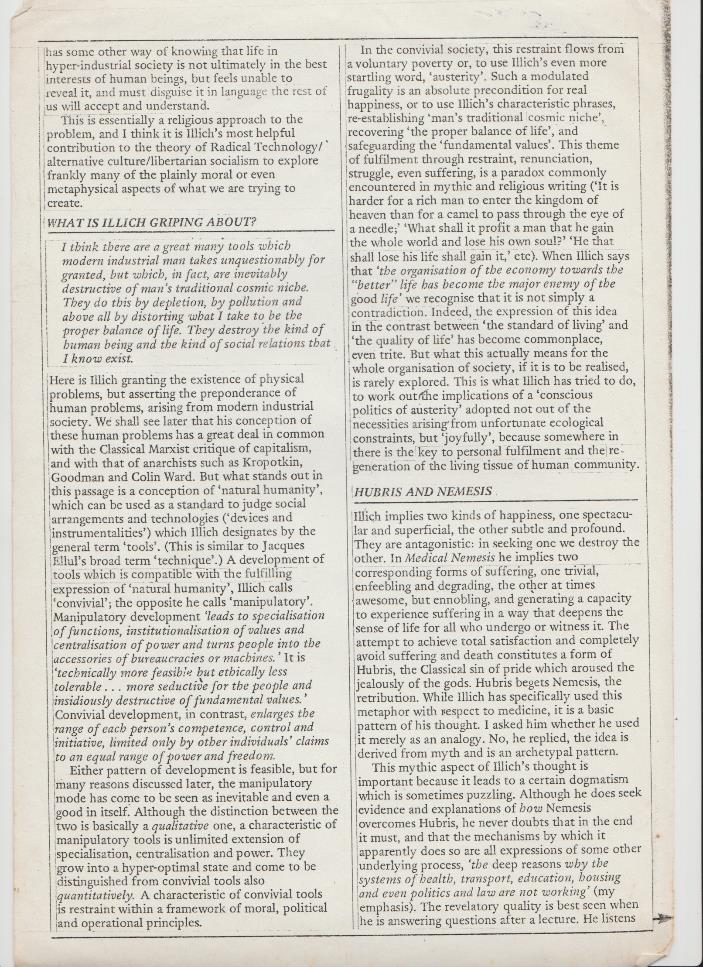 has some other way of knowing that life in
hyper-industrial society is not ultimately in the best
interests of human beings, but feels unable to
reveal it, and must disguise it in language the rest of
us will accept and understand.
This is essentially a religious approach to the
problem, and I think it is Illich's most helpful
contribution to the theory of Radical Technology/
alternative culture/libertarian socialism to explore
frankly many of the plainly moral or even
metaphysical aspects of what we are trying to
create.
WHAT IS ILLICH GRIPING ABOUT?
I think there are a great many tools which
modern industrial man takes unquestionably for
granted, but which, in fact, are inevitably
destructive of man's traditional cosmic niche.
They do this by depletion, by pollution and
above all by distorting what I take to be the
proper balance of life. They destroy the kind of
human being and the kind of social relations that
I know exist.
Here is Illich granting the existence of physical
problems, but asserting the preponderance of
human problems, arising from modern industrial
society. We shall see later that his conception of
these human problems has a great deal in common
with the Classical Marxist critique of capitalism,
and with that of anarchists such as Kropotkin,
Goodman and Colin Ward. But what stands out in
this passage is a conception of 'natural humanity',
which can be used as a standard to judge social
arrangements and technologies ('devices and
instrumentalities') which Illich designates by the
general term 'tools'. (This is similar to Jacques
Ellul's broad term 'technique'.) A development of
tools which is compatible with the fulfilling
expression of 'natural humanity', Illich calls
'convivial'; the opposite he calls 'manipulatory'.
Manipulatory development 'leads to specialisation
of functions, institutionalisation of values and
centralisation of power and turns people into the
accessories of bureaucracies or machines.' It is
'technically more feasible but ethically less
tolerable . . . more seductive for the people and
insidiously destructive of fundamental values.'
Convivial development, in contrast, enlarges the
range of each person's competence, control and
initiative, limited only by other individuals' claims
to an equal range of power and freedom.
Either pattern of development is feasible, but for
many reasons discussed later, the manipulatory
mode has come to be seen as inevitable and even a
good in itself. Although the distinction between the
two is basically a qualitative one, a characteristic of
manipulatory tools is unlimited extension of
specialisation, centralisation and power. They
grow into a hyper-optimal state and come to be
distinguished from convivial tools also
quantitatively. A characteristic of convivial tools
is restraint within a framework of moral, political
and operational principles.
In the convivial society, this restraint flows from
a voluntary poverty or, to use Illich's even more
startling word, 'austerity'. Such a modulated
frugality is an absolute precondition for real
happiness, or to use Illich's characteristic phrases,
re-establishing 'man's traditional cosmic niche',
recovering 'the proper balance of life', and
safeguarding the 'fundamental values'. This theme
of fulfilment through restraint, renunciation,
struggle, even suffering, is a paradox commonly
encountered in mythic and religious writing ('It is
harder for a rich man to enter the kingdom of
heaven than for a camel to pass through the eye of
a needle;' 'What shall it profit a man that he gain
the whole world and lose his own soul?' 'He that
shall lose his life shall gain it,' etc). When Illich says
that 'the organisation of the economy towards the
"better" life has become the major enemy of the
good life' we recognise that it is not simply a
contradiction. Indeed, the expression of this idea
in the contrast between 'the standard of living' and
'the quality of life' has become commonplace,
even trite. But what this actually means for the
whole organisation of society, if it is to be realised,
is rarely explored. This is what Illich has tried to do,
to work out the implications of a 'conscious
politics of austerity' adopted not out of the
necessities arising from unfortunate ecological
constraints, but 'joyfully', because somewhere in
there is the key to personal fulfilment and the re-
generation of the living tissue of human community.
HUBRIS AND NEMESIS
Illich implies two kinds of happiness, one spectacu-
lar and superficial, the other subtle and profound.
They are antagonistic: in seeking one we destroy the
other. In Medical Nemesis he implies two
corresponding forms of suffering, one trivial,
enfeebling and degrading, the other at times
awesome, but ennobling, and generating a capacity
to experience suffering in a way that deepens the
sense of life for all who undergo or witness it. The
attempt to achieve total satisfaction and completely
avoid suffering and death constitutes a form of
Hubris, the Classical sin of pride which aroused the
jealously of the gods. Hubris begets Nemesis, the
retribution. While Illich has specifically used this
metaphor with respect to medicine, it is a basic
pattern of his thought. I asked him whether he used
it merely as an analogy. No, he replied, the idea is
derived from myth and is an archetypal pattern.
This mythic aspect of Illich's thought is
important because it leads to a certain dogmatism
which is sometimes puzzling. Although he does seek
evidence and explanations of how Nemesis
overcomes Hubris, he never doubts that in the end
it must, and that the mechanisms by which it
apparently does so are all expressions of some other
underlying process, 'the deep reasons why the
systems of health, transport, education, housing
and even politics and law are not working' (my
emphasis). The revelatory quality is best seen when
he is answering questions after a lecture. He listens